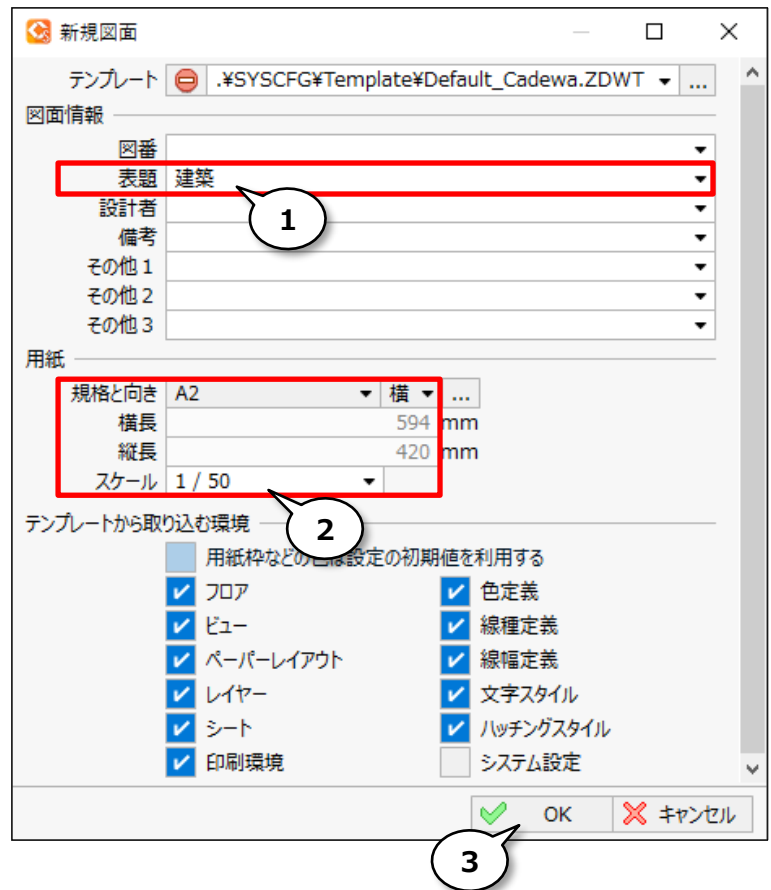 新規図面
テンプレート .¥SYSCFG¥Template¥Default_Cadewa.ZDWT ...
図面情報
図番
表題 建築
1
設計者
備考
その他 1
その他 2
その他 3
用紙
規格と向き A2 横 ...
横長 594 mm
縦長 420 mm
スケール 1 / 50
2
テンプレートから取り込む環境
用紙枠などの色は設定の初期値を利用する
フロア 色定義
ビュー 線種定義
ペーパーレイアウト 線幅定義
レイヤー 文字スタイル
シート ハッチングスタイル
印刷環境 システム設定
OK キャンセル
3